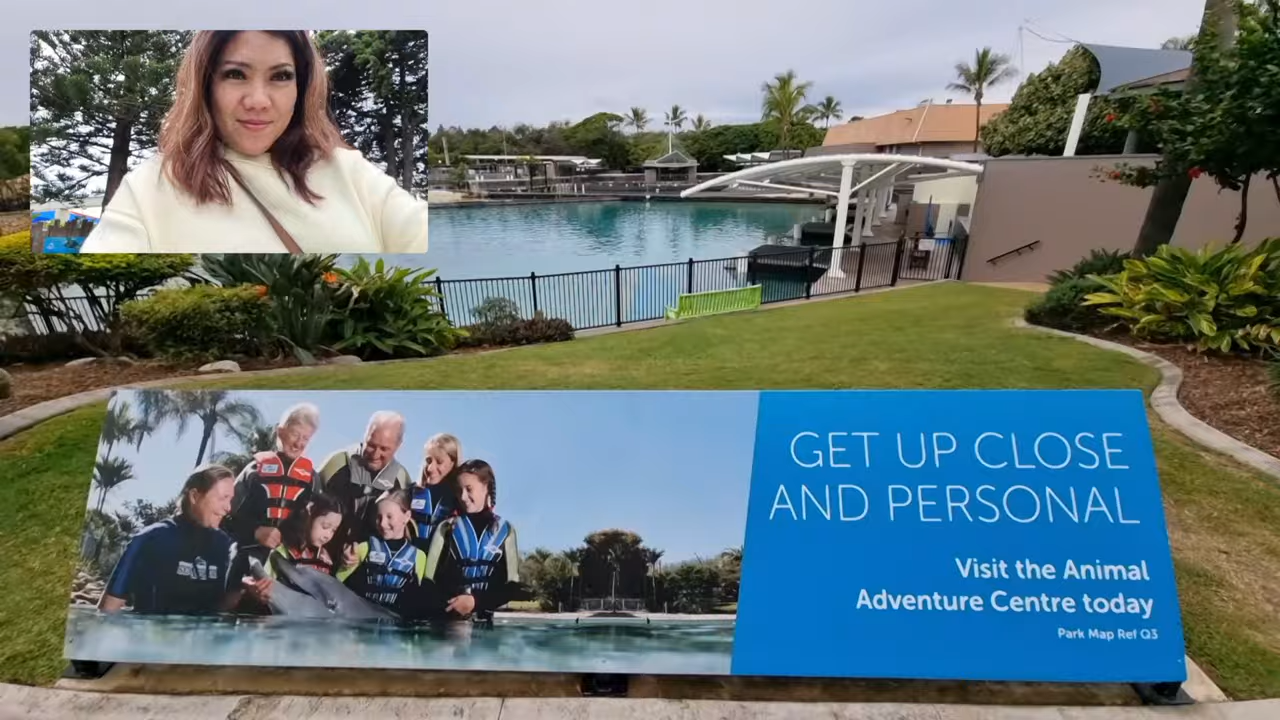 GET UP CLOSE
AND PERSONAL
Visit the Animal
Adventure Centre today
Park Map Ref Q3